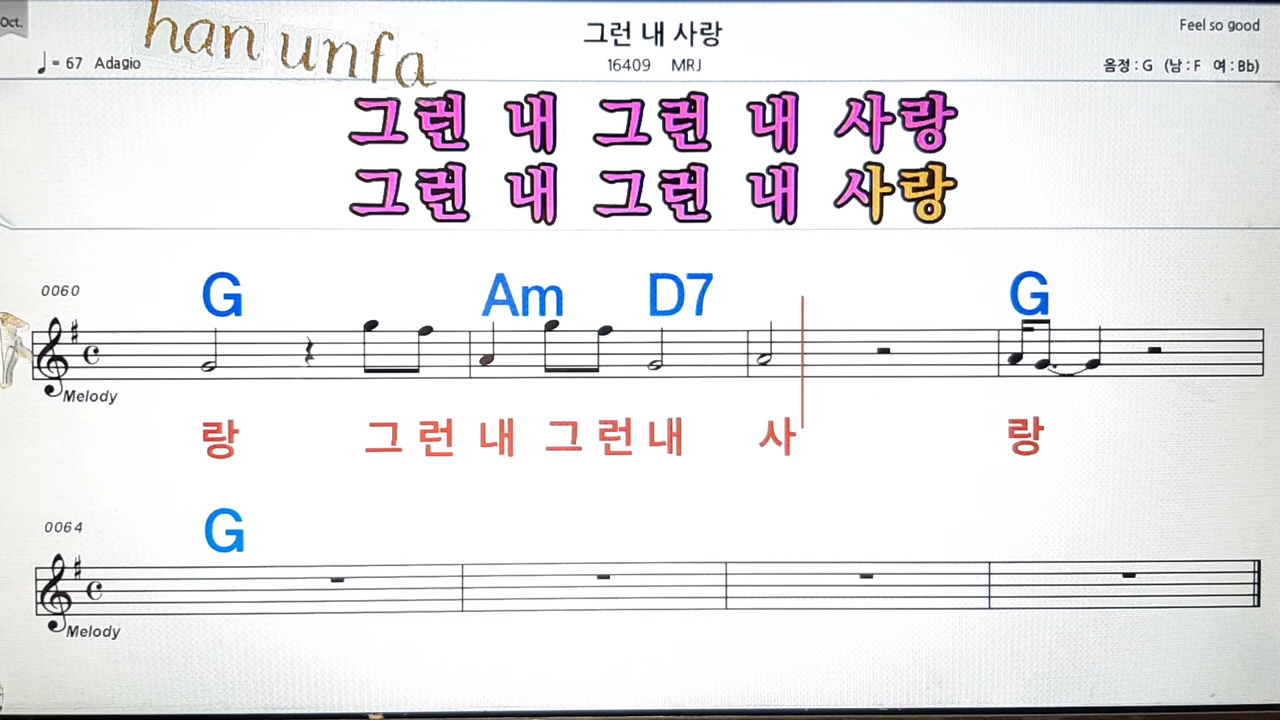 Oct.
han unfa
그런 내 사랑
Feel so good
♩= 67 Adagio
16409 MRJ
음정 : G (남 : F 여 : Bb)
그런 내 그런 내 사랑
그런 내 그런 내 사랑
0060
G Am D7 G
Melody
랑 그 런 내 그 런 내 사 랑
0064
G
Melody